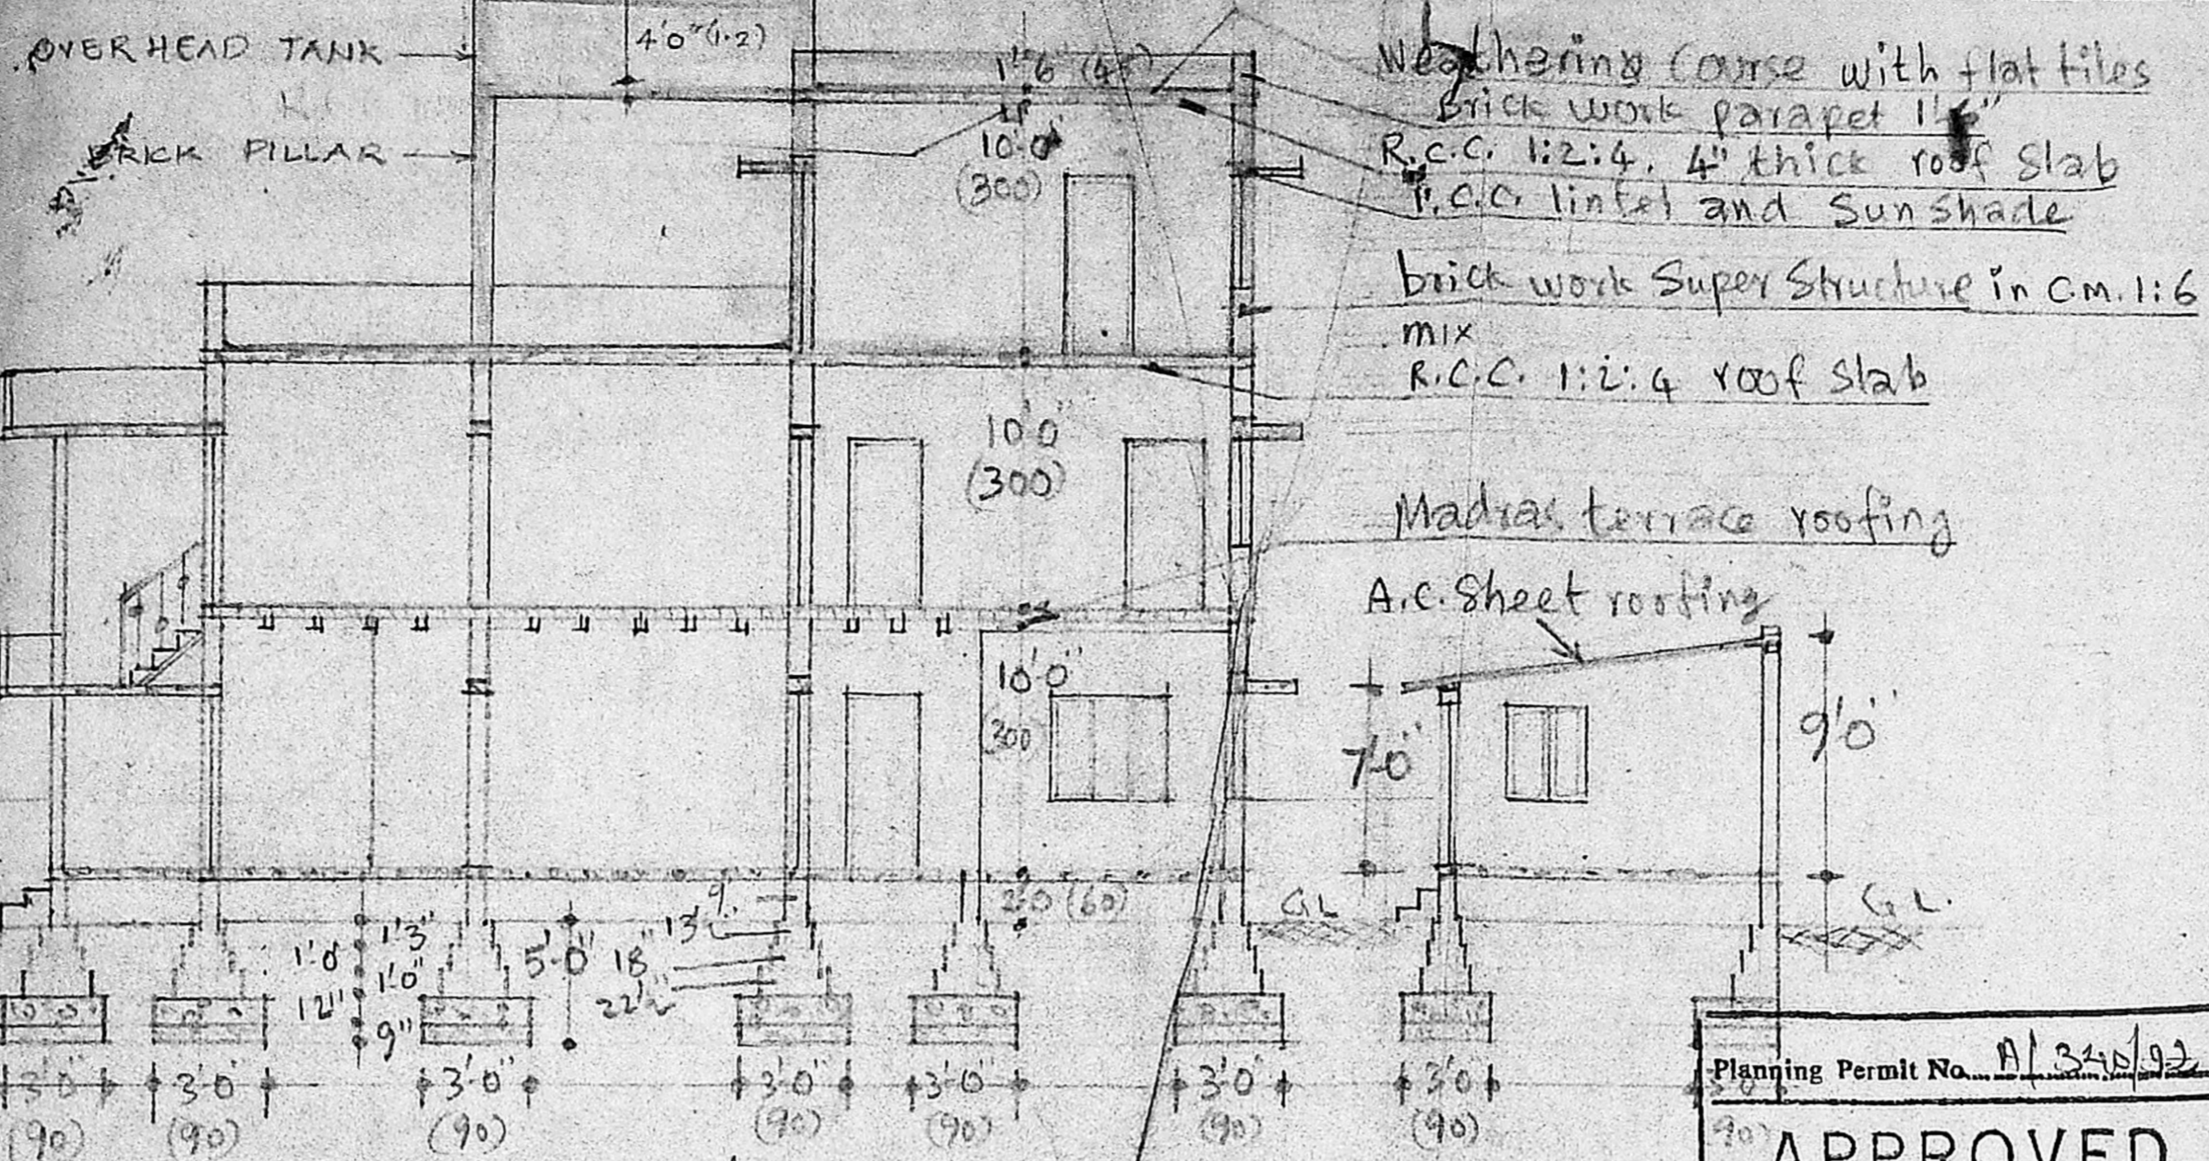 OVERHEAD TANK
4'0"(1.2)
1'6"
Weathering Course with flat tiles
Brick work parapet 1'6"
BRICK PILLAR
10'0"
(300)
R.C.C. 1:2:4. 4" thick roof Slab
R.C.C. lintel and Sunshade
brick work Super Structure in C.M. 1:6
mix
R.C.C. 1:2:4 roof Slab
10'0"
(300)
Madras terrace roofing
A.C. Sheet roofing
10'0"
(300)
7'-0"
9'0"
2'0 (60)
G L
G L.
9"
13"
18"
22½"
1'3"
1'0"
1'0"
12"
9"
5'-0"
3'0" 3'0" 3'0" 3'0" 3'0" 3'0" 3'0
(90) (90) (90) (90) (90) (90) (90) 90)
Planning Permit No.
APPROVED